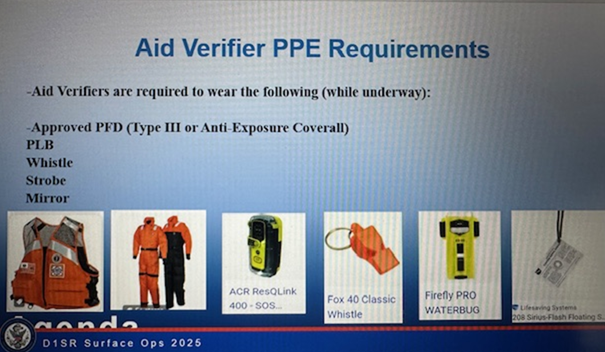 Aid Verifier PPE Requirements
-Aid Verifiers are required to wear the following (while underway):
-Approved PFD (Type III or Anti-Exposure Coverall)
PLB
Whistle
Strobe
Mirror
ACR ResQLink
400 - SOS...
Fox 40 Classic
Whistle
Firefly PRO
WATERBUG
Lifesaving Systems
208 Sirius-Flash Floating S...
Agenda
D1SR Surface Ops 2025